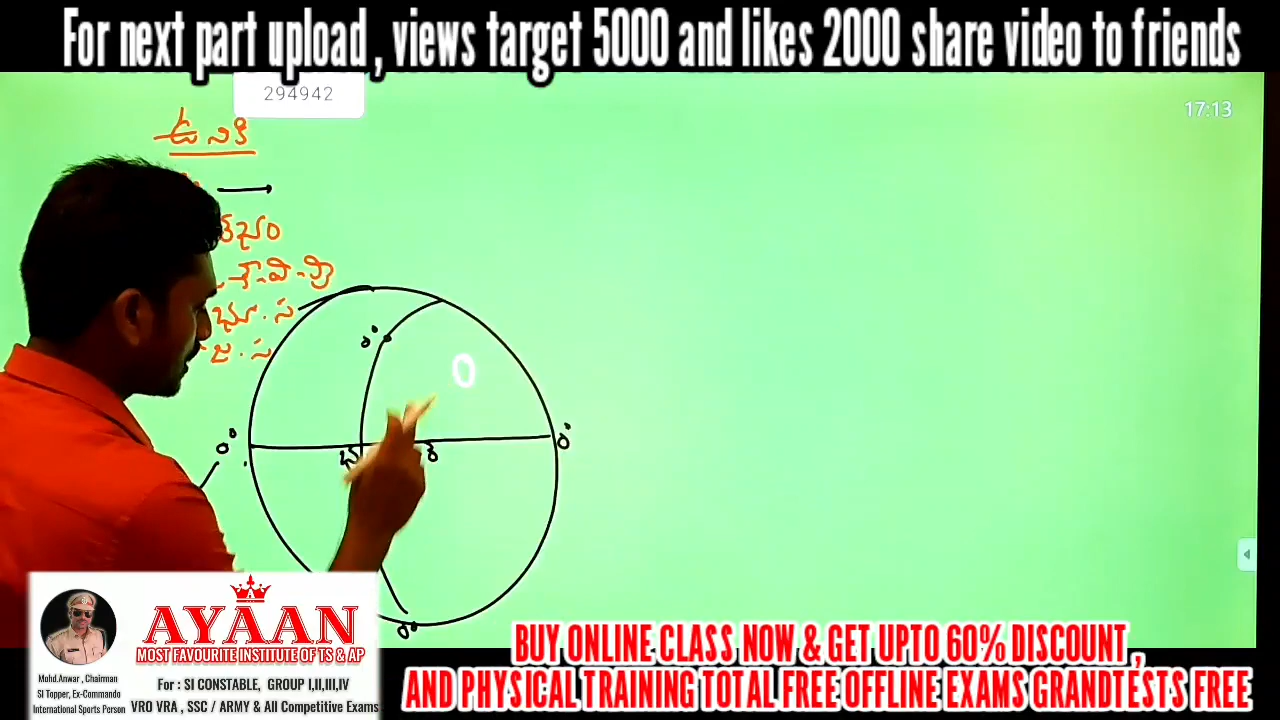 For next part upload , views target 5000 and likes 2000 share video to friends
294942
17:13
ఉనికి
భూ.స
0°
0
0°
0°
0°
AYAAN
MOST FAVOURITE INSTITUTE OF TS & AP
For : SI CONSTABLE, GROUP I,II,III,IV
VRO VRA , SSC / ARMY & All Competitive Exams
Mohd.Anwar , Chairman
SI Topper, Ex-Commando
International Sports Person
BUY ONLINE CLASS NOW & GET UPTO 60% DISCOUNT ,
AND PHYSICAL TRAINING TOTAL FREE OFFLINE EXAMS GRANDTESTS FREE